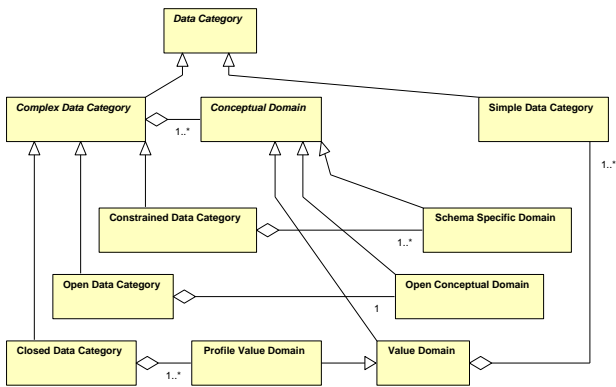 Data Category
Complex Data Category
Conceptual Domain
Simple Data Category
1..*
1..*
Constrained Data Category
Schema Specific Domain
1..*
Open Data Category
Open Conceptual Domain
1
Closed Data Category
Profile Value Domain
Value Domain
1..*